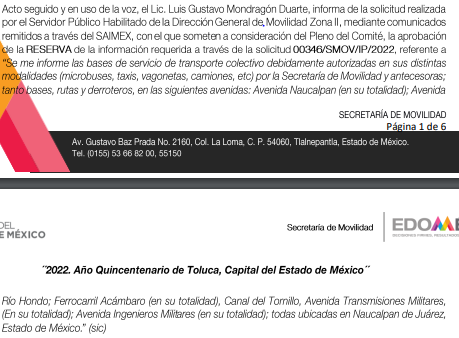 Acto seguido y en uso de la voz, el Lic. Luis Gustavo Mondragón Duarte, informa de la solicitud realizada
por el Servidor Público Habilitado de la Dirección General de Movilidad Zona II, mediante comunicados
remitidos a través del SAIMEX, con el que someten a consideración del Pleno del Comité, la aprobación
de la RESERVA de la información requerida a través de la solicitud 00346/SMOV/IP/2022, referente a
“Se me informe las bases de servicio de transporte colectivo debidamente autorizadas en sus distintas
modalidades (microbuses, taxis, vagonetas, camiones, etc) por la Secretaría de Movilidad y antecesoras;
tanto bases, rutas y derroteros, en las siguientes avenidas: Avenida Naucalpan (en su totalidad); Avenida
SECRETARÍA DE MOVILIDAD
Página 1 de 6
Av. Gustavo Baz Prada No. 2160, Col. La Loma, C. P. 54060, Tlalnepantla, Estado de México.
Tel. (0155) 53 66 82 00, 55150
DEL
E MÉXICO
Secretaría de Movilidad
EDOM
¨2022. Año Quincentenario de Toluca, Capital del Estado de México¨
Río Hondo; Ferrocarril Acámbaro (en su totalidad), Canal del Tornillo, Avenida Transmisiones Militares,
(En su totalidad); Avenida Ingenieros Militares (en su totalidad); todas ubicadas en Naucalpan de Juárez,
Estado de México.” (sic)